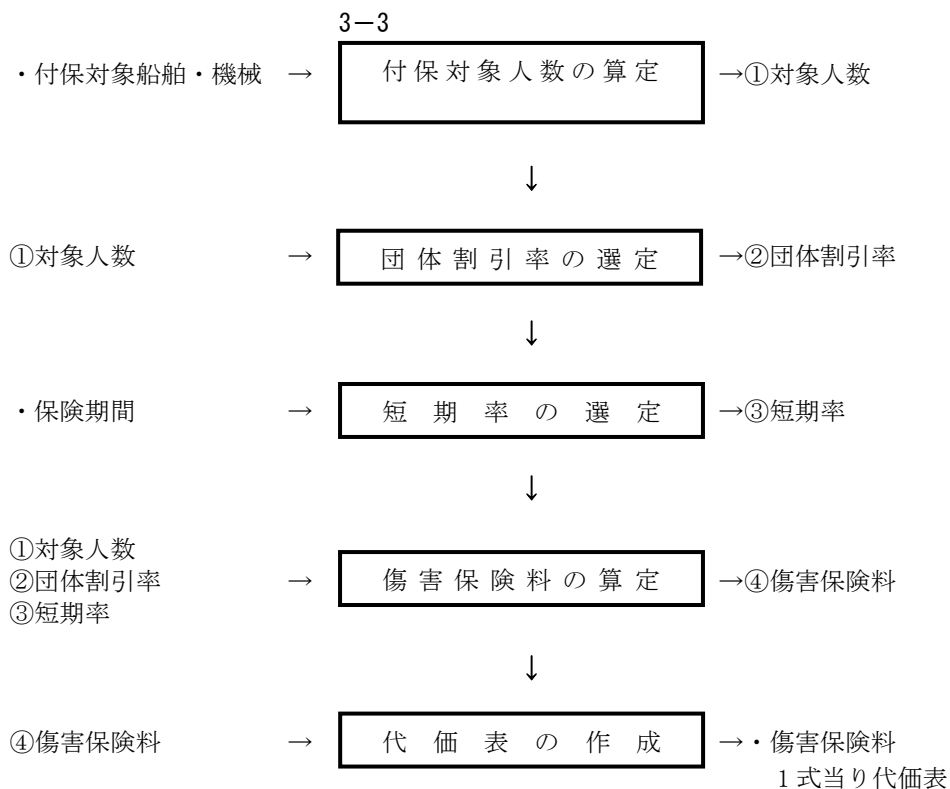 3－3
・付保対象船舶・機械 → 付保対象人数の算定 →①対象人数
↓
①対象人数 → 団体割引率の選定 →②団体割引率
↓
・保険期間 → 短期率の選定 →③短期率
↓
①対象人数
②団体割引率 → 傷害保険料の算定 →④傷害保険料
③短期率
↓
④傷害保険料 → 代価表の作成 →・傷害保険料
１式当り代価表